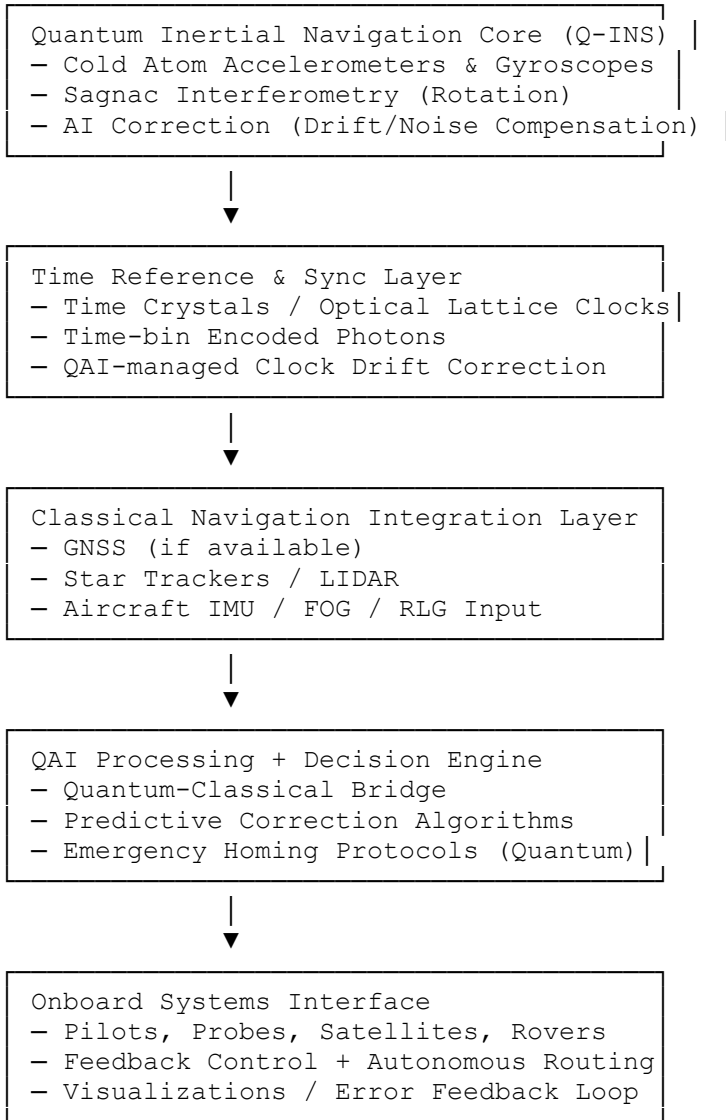 Quantum Inertial Navigation Core (Q-INS)
─ Cold Atom Accelerometers & Gyroscopes
─ Sagnac Interferometry (Rotation)
─ AI Correction (Drift/Noise Compensation)
Time Reference & Sync Layer
─ Time Crystals / Optical Lattice Clocks
─ Time-bin Encoded Photons
─ QAI-managed Clock Drift Correction
Classical Navigation Integration Layer
─ GNSS (if available)
─ Star Trackers / LIDAR
─ Aircraft IMU / FOG / RLG Input
QAI Processing + Decision Engine
─ Quantum-Classical Bridge
─ Predictive Correction Algorithms
─ Emergency Homing Protocols (Quantum)
Onboard Systems Interface
─ Pilots, Probes, Satellites, Rovers
─ Feedback Control + Autonomous Routing
─ Visualizations / Error Feedback Loop